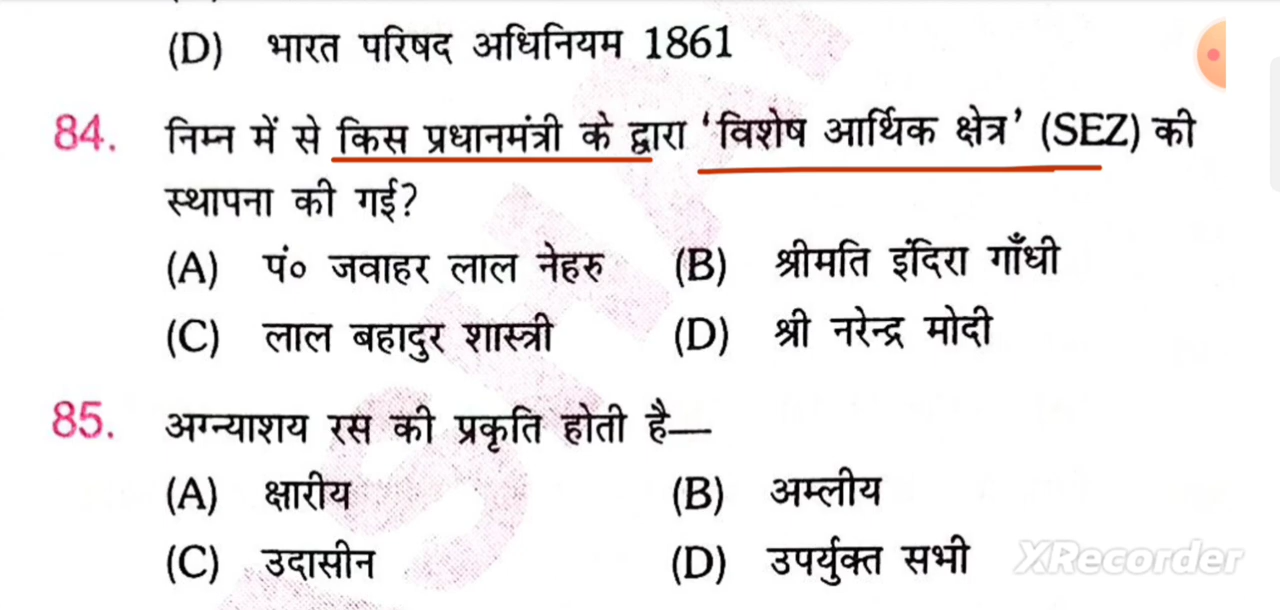 (D) भारत परिषद अधिनियम 1861
84. निम्न में से किस प्रधानमंत्री के द्वारा ‘विशेष आर्थिक क्षेत्र’ (SEZ) की
स्थापना की गई?
(A) पं० जवाहर लाल नेहरु (B) श्रीमति इंदिरा गाँधी
(C) लाल बहादुर शास्त्री (D) श्री नरेन्द्र मोदी
85. अग्न्याशय रस की प्रकृति होती है—
(A) क्षारीय (B) अम्लीय
(C) उदासीन (D) उपर्युक्त सभी
XRecorder